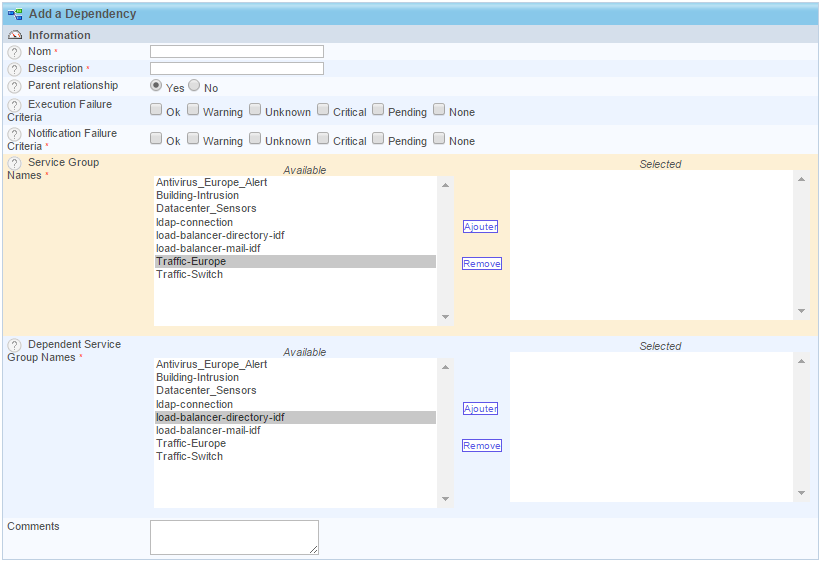 Add a Dependency
Information
? Nom *
? Description *
? Parent relationship Yes No
? Execution Failure Criteria Ok Warning Unknown Critical Pending None
? Notification Failure Criteria * Ok Warning Unknown Critical Pending None
? Service Group Names *
Available
Selected
Antivirus_Europe_Alert
Building-Intrusion
Datacenter_Sensors
ldap-connection
load-balancer-directory-idf
load-balancer-mail-idf
Traffic-Europe
Traffic-Switch
Ajouter
Remove
? Dependent Service Group Names *
Available
Selected
Antivirus_Europe_Alert
Building-Intrusion
Datacenter_Sensors
ldap-connection
load-balancer-directory-idf
load-balancer-mail-idf
Traffic-Europe
Traffic-Switch
Ajouter
Remove
Comments